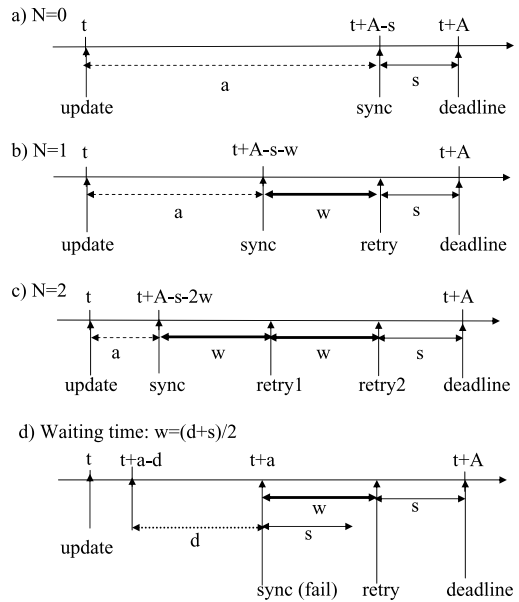 a) N=0
t t+A-s t+A
a s
update sync deadline
b) N=1
t t+A-s-w t+A
a w s
update sync retry deadline
c) N=2
t t+A-s-2w t+A
a w w s
update sync retry1 retry2 deadline
d) Waiting time: w=(d+s)/2
t t+a-d t+a t+A
w s
d s
update
sync (fail) retry deadline